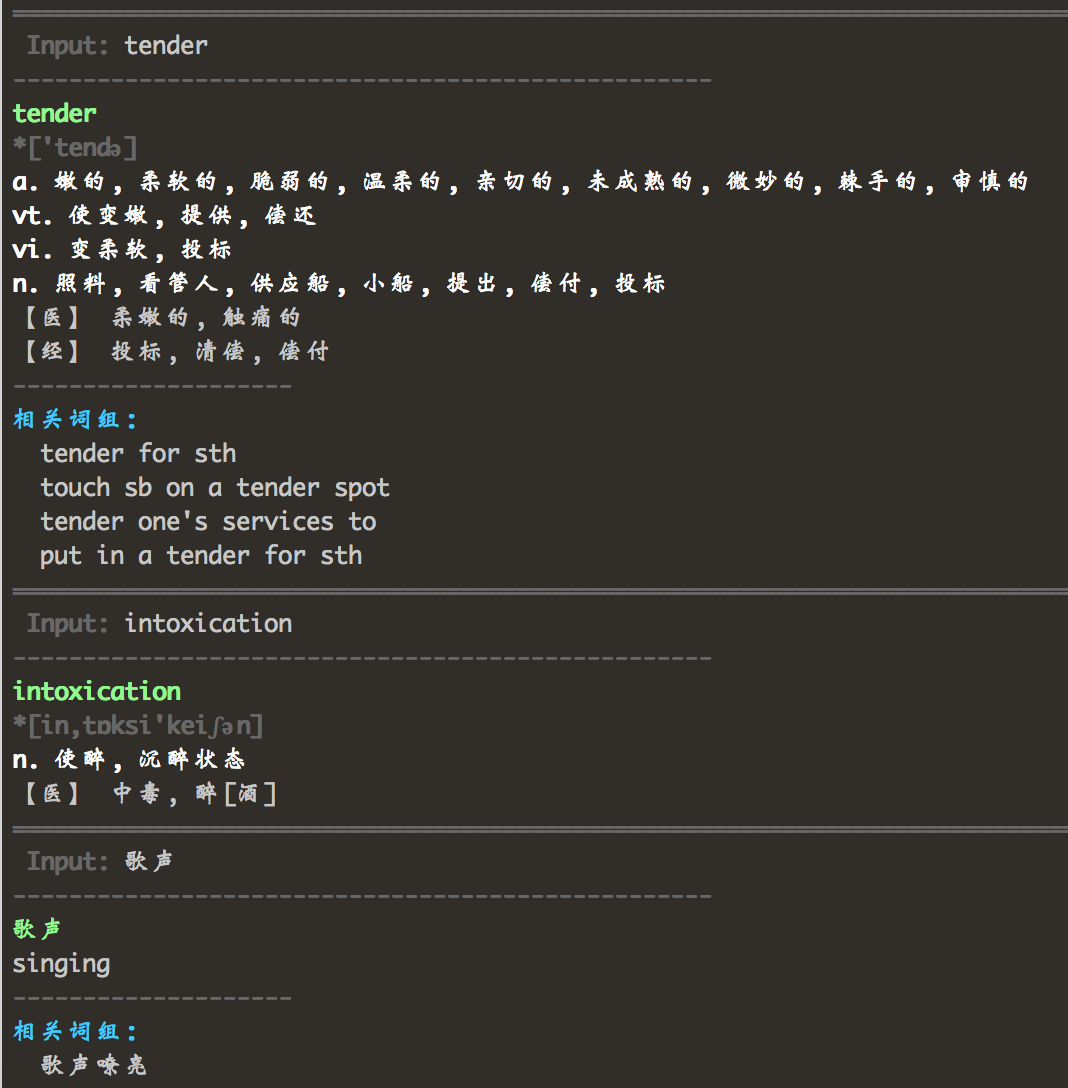 Input: tender
tender
*['tendə]
a. 嫩的, 柔软的, 脆弱的, 温柔的, 亲切的, 未成熟的, 微妙的, 棘手的, 审慎的
vt. 使变嫩, 提供, 偿还
vi. 变柔软, 投标
n. 照料, 看管人, 供应船, 小船, 提出, 偿付, 投标
【医】 柔嫩的, 触痛的
【经】 投标, 清偿, 偿付
相关词组:
tender for sth
touch sb on a tender spot
tender one's services to
put in a tender for sth
Input: intoxication
intoxication
*[in,tɒksi'keiʃən]
n. 使醉, 沉醉状态
【医】 中毒, 醉[酒]
Input: 歌声
歌声
singing
相关词组:
歌声嘹亮